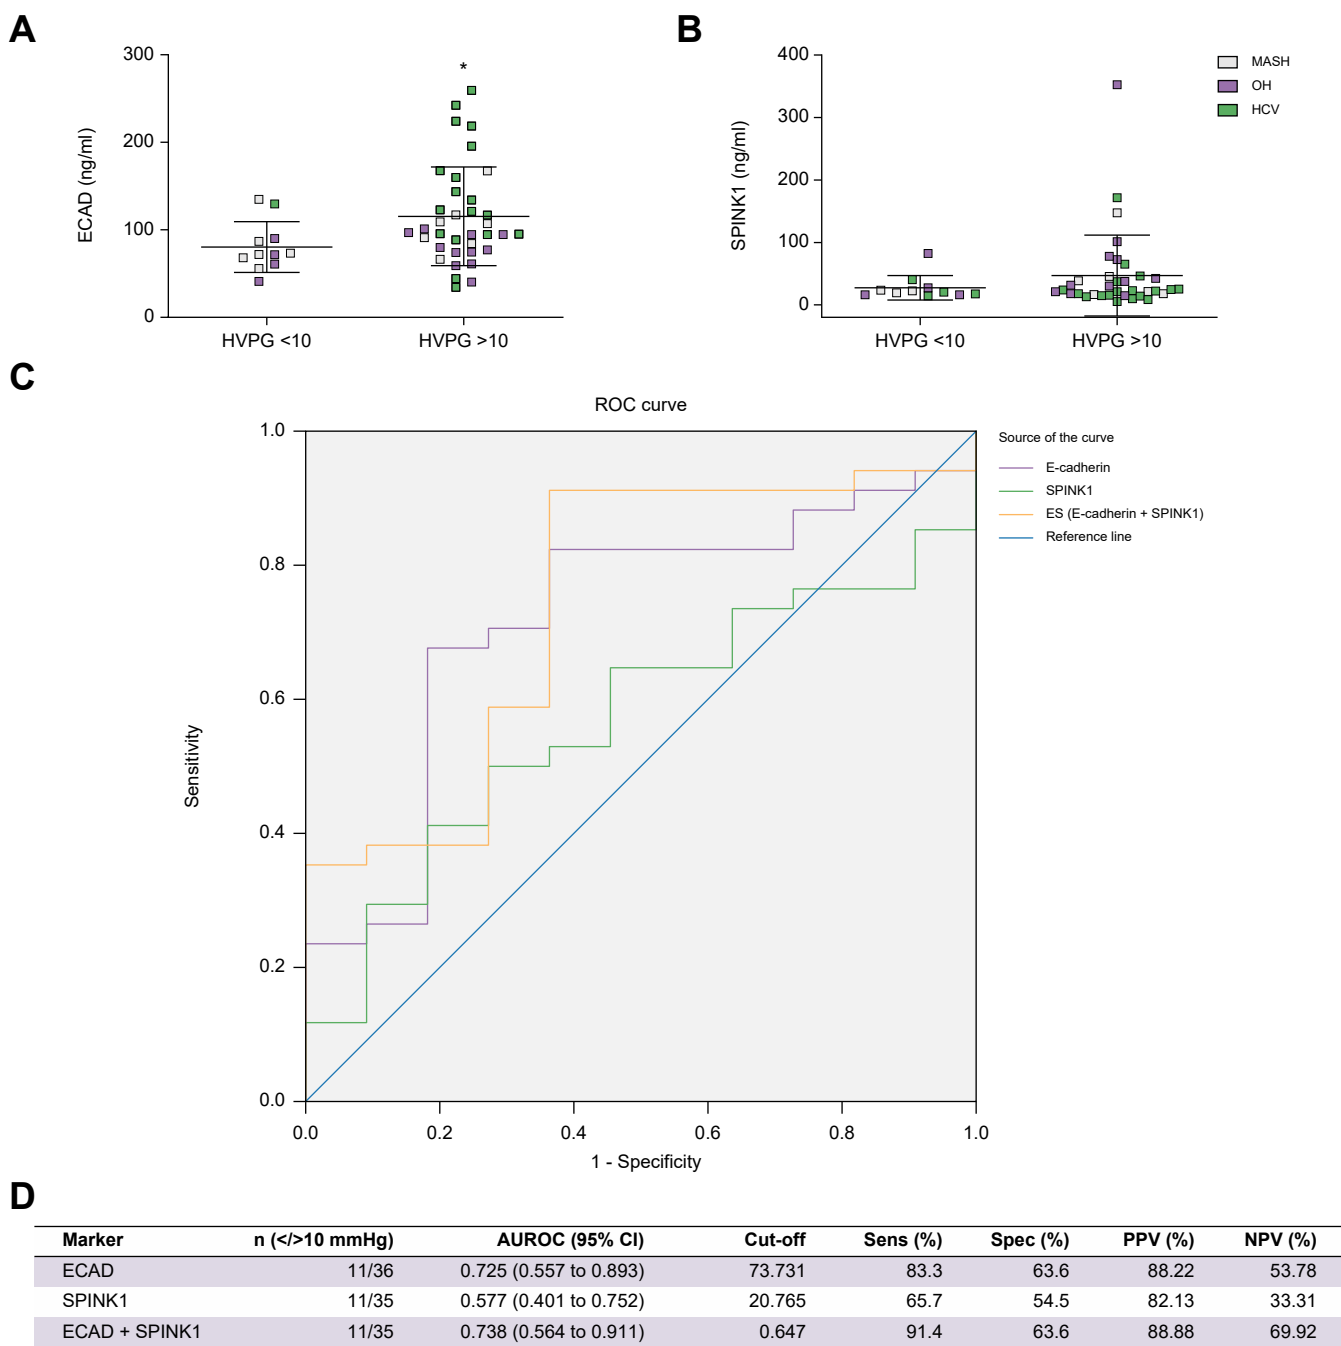 A
300
200
100
0
ECAD (ng/ml)
*
HVPG <10
HVPG >10
B
400
300
200
100
0
SPINK1 (ng/ml)
HVPG <10
HVPG >10
MASH
OH
HCV
C
ROC curve
1.0
0.8
0.6
0.4
0.2
0.0
Sensitivity
0.0 0.2 0.4 0.6 0.8 1.0
1 - Specificity
Source of the curve
E-cadherin
SPINK1
ES (E-cadherin + SPINK1)
Reference line
D
Marker n (</>10 mmHg) AUROC (95% CI) Cut-off Sens (%) Spec (%) PPV (%) NPV (%)
ECAD 11/36 0.725 (0.557 to 0.893) 73.731 83.3 63.6 88.22 53.78
SPINK1 11/35 0.577 (0.401 to 0.752) 20.765 65.7 54.5 82.13 33.31
ECAD + SPINK1 11/35 0.738 (0.564 to 0.911) 0.647 91.4 63.6 88.88 69.92